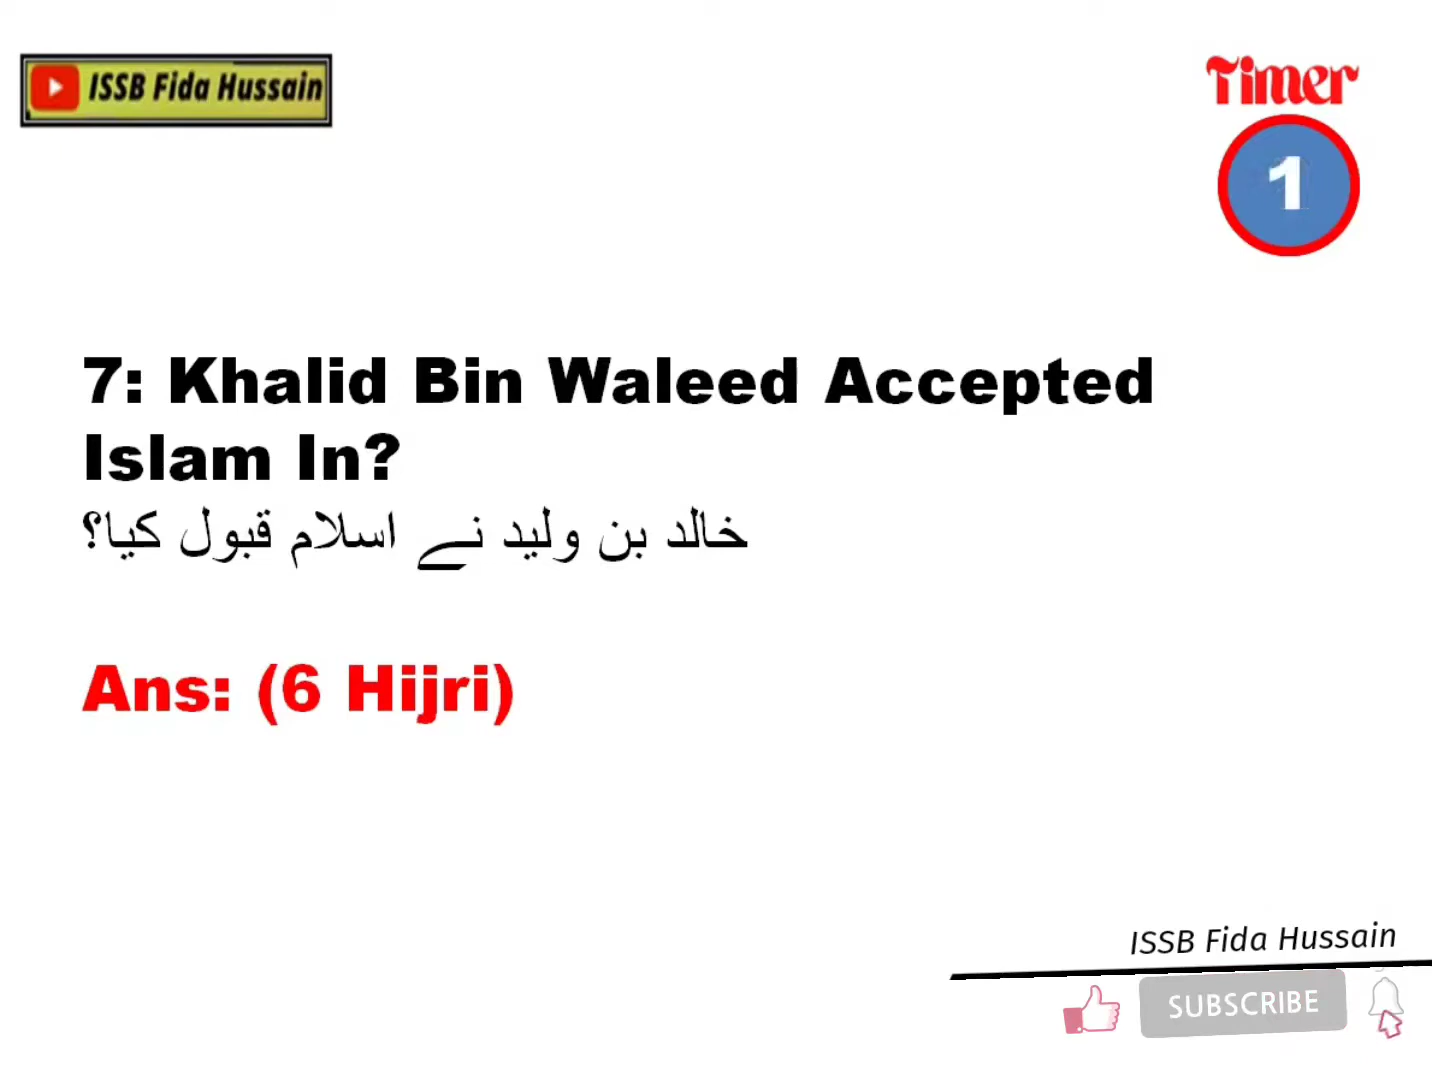 ISSB Fida Hussain
Timer
1
7: Khalid Bin Waleed Accepted
Islam In?
خالد بن ولید نے اسلام قبول کیا؟
Ans: (6 Hijri)
ISSB Fida Hussain
SUBSCRIBE